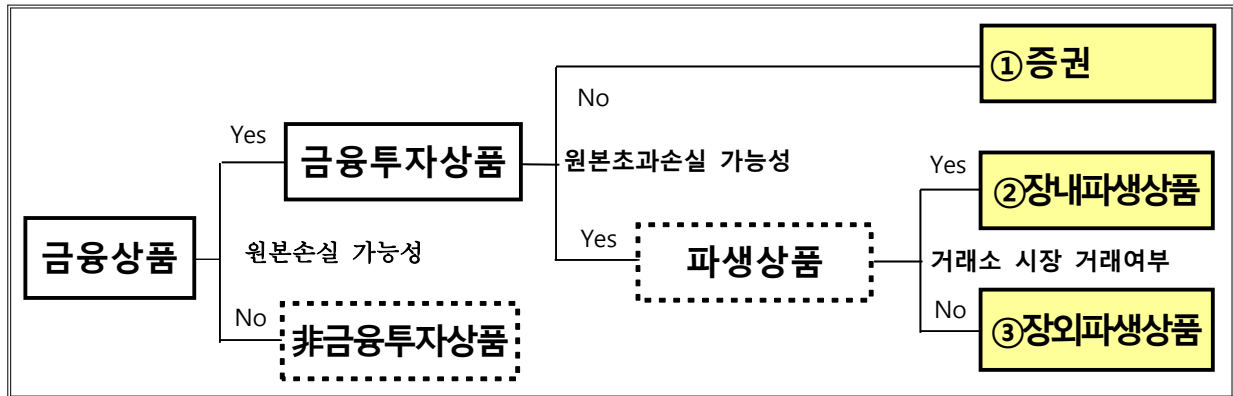 ①증권
No
Yes
금융투자상품
원본초과손실 가능성
Yes
②장내파생상품
Yes
파생상품
거래소 시장 거래여부
금융상품
원본손실 가능성
No
非금융투자상품
No
③장외파생상품